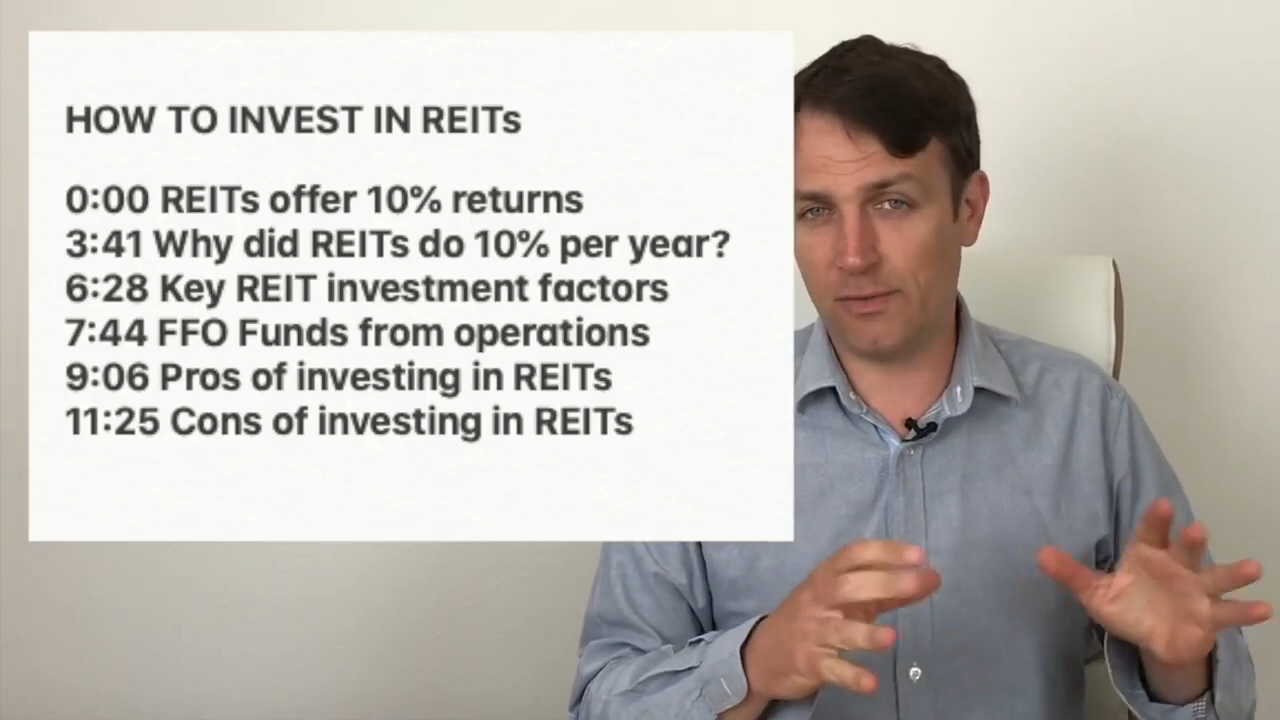 HOW TO INVEST IN REITs
0:00 REITs offer 10% returns
3:41 Why did REITs do 10% per year?
6:28 Key REIT investment factors
7:44 FFO Funds from operations
9:06 Pros of investing in REITs
11:25 Cons of investing in REITs